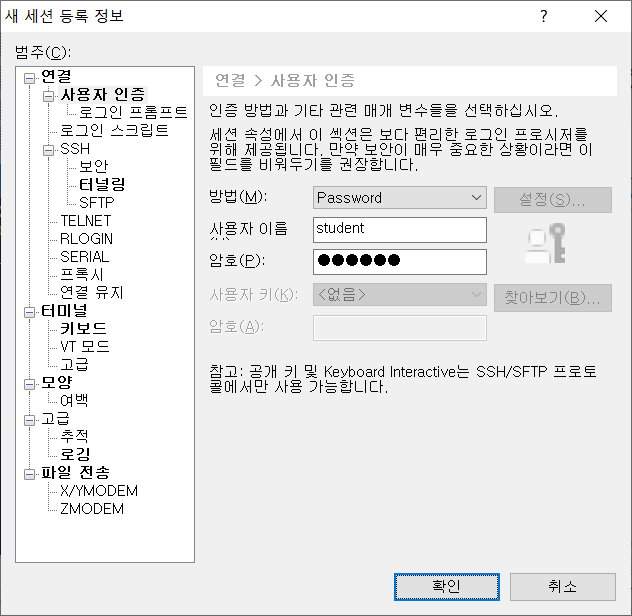 새 세션 등록 정보
범주(C):
연결
사용자 인증
로그인 프롬프트
로그인 스크립트
SSH
보안
터널링
SFTP
TELNET
RLOGIN
SERIAL
프록시
연결 유지
터미널
키보드
VT 모드
고급
모양
여백
고급
추적
로깅
파일 전송
X/YMODEM
ZMODEM
연결 > 사용자 인증
인증 방법과 기타 관련 매개 변수들을 선택하십시오.
세션 속성에서 이 섹션은 보다 편리한 로그인 프로시저를
위해 제공됩니다. 만약 보안이 매우 중요한 상황이라면 이
필드를 비워두기를 권장합니다.
방법(M): Password 설정(S)...
사용자 이름 student
암호(P): ●●●●●●
사용자 키(K): <없음> 찾아보기(B)...
암호(A):
참고: 공개 키 및 Keyboard Interactive는 SSH/SFTP 프로토
콜에서만 사용 가능합니다.
확인 취소